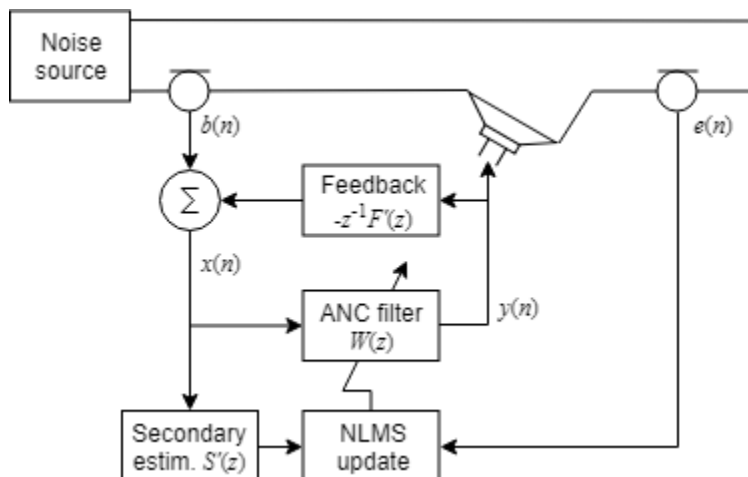 Noise
source
b(n)
e(n)
Σ
Feedback
-z⁻¹F'(z)
x(n)
ANC filter
W(z)
y(n)
Secondary
estim. S'(z)
NLMS
update